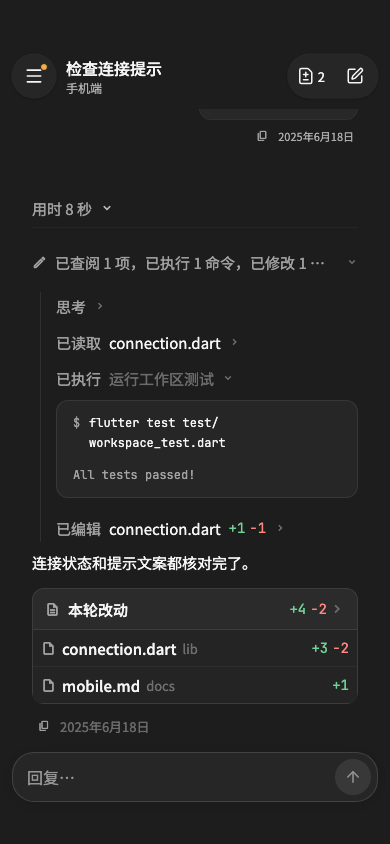 检查连接提示
手机端
2
2025年6月18日
用时 8 秒
已查阅 1 项，已执行 1 命令，已修改 1 …
思考
已读取 connection.dart
已执行 运行工作区测试
$ flutter test test/
workspace_test.dart
All tests passed!
已编辑 connection.dart +1 -1
连接状态和提示文案都核对完了。
本轮改动 +4 -2
connection.dart lib +3 -2
mobile.md docs +1
2025年6月18日
回复…